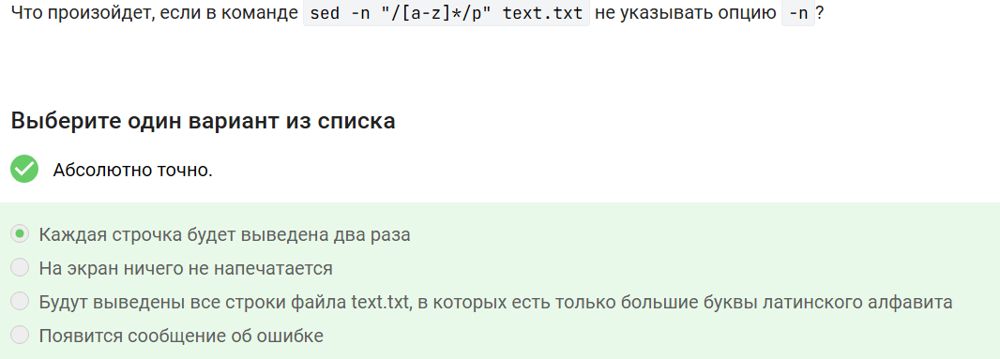 Что произойдет, если в команде sed -n "/[a-z]*/p" text.txt не указывать опцию -n?
Выберите один вариант из списка
Абсолютно точно.
Каждая строчка будет выведена два раза
На экран ничего не напечатается
Будут выведены все строки файла text.txt, в которых есть только большие буквы латинского алфавита
Появится сообщение об ошибке